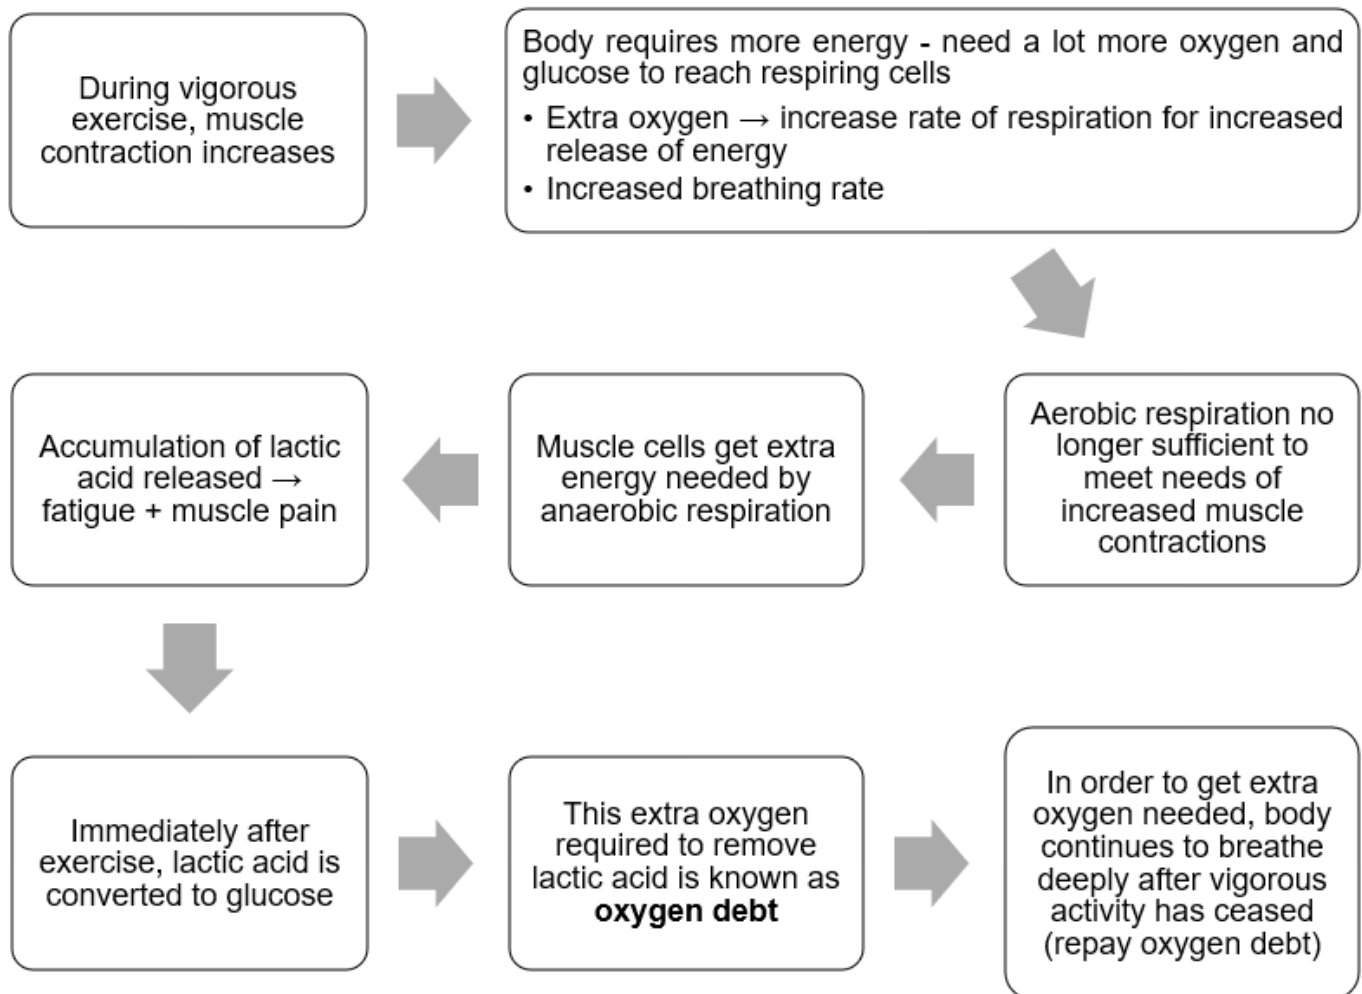 During vigorous
exercise, muscle
contraction increases
Body requires more energy - need a lot more oxygen and
glucose to reach respiring cells
• Extra oxygen → increase rate of respiration for increased
release of energy
• Increased breathing rate
Aerobic respiration no
longer sufficient to
meet needs of
increased muscle
contractions
Muscle cells get extra
energy needed by
anaerobic respiration
Accumulation of lactic
acid released →
fatigue + muscle pain
Immediately after
exercise, lactic acid is
converted to glucose
This extra oxygen
required to remove
lactic acid is known as
oxygen debt
In order to get extra
oxygen needed, body
continues to breathe
deeply after vigorous
activity has ceased
(repay oxygen debt)